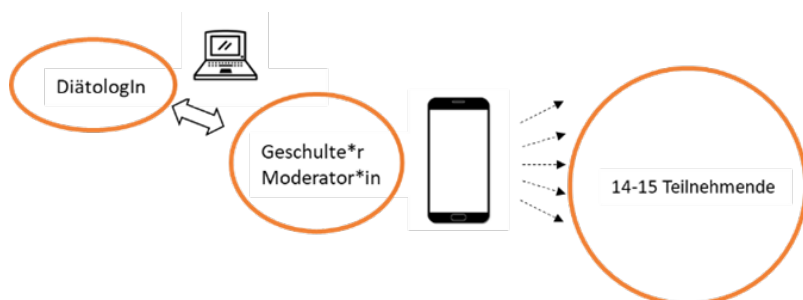 DiätologIn
Geschulte*r
Moderator*in
14-15 Teilnehmende